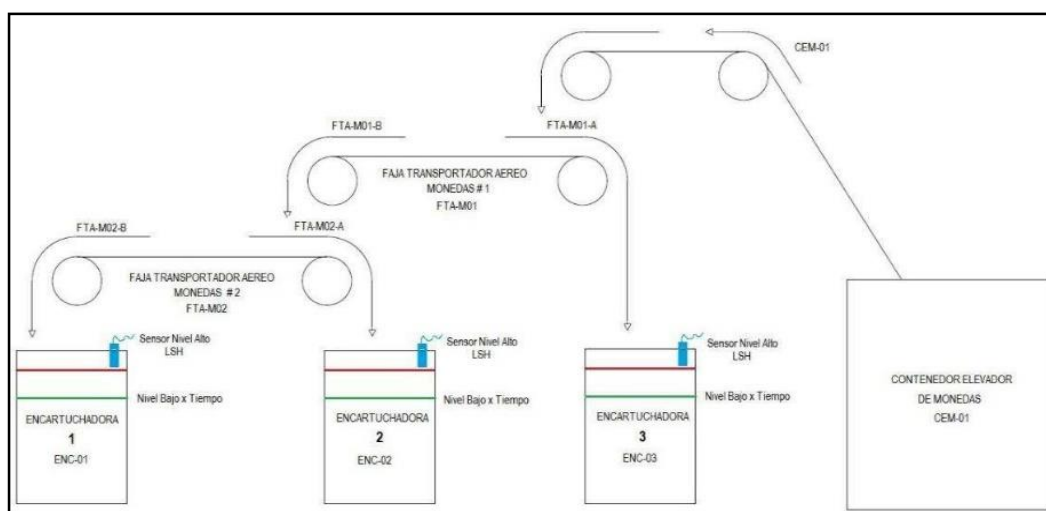 CEM-01
FTA-M01-B
FTA-M01-A
FAJA TRANSPORTADOR AEREO
MONEDAS # 1
FTA-M01
FTA-M02-B
FTA-M02-A
FAJA TRANSPORTADOR AEREO
MONEDAS # 2
FTA-M02
Sensor Nivel Alto
LSH
Nivel Bajo x Tiempo
ENCARTUCHADORA
1
ENC-01
Sensor Nivel Alto
LSH
Nivel Bajo x Tiempo
ENCARTUCHADORA
2
ENC-02
Sensor Nivel Alto
LSH
Nivel Bajo x Tiempo
ENCARTUCHADORA
3
ENC-03
CONTENEDOR ELEVADOR
DE MONEDAS
CEM-01